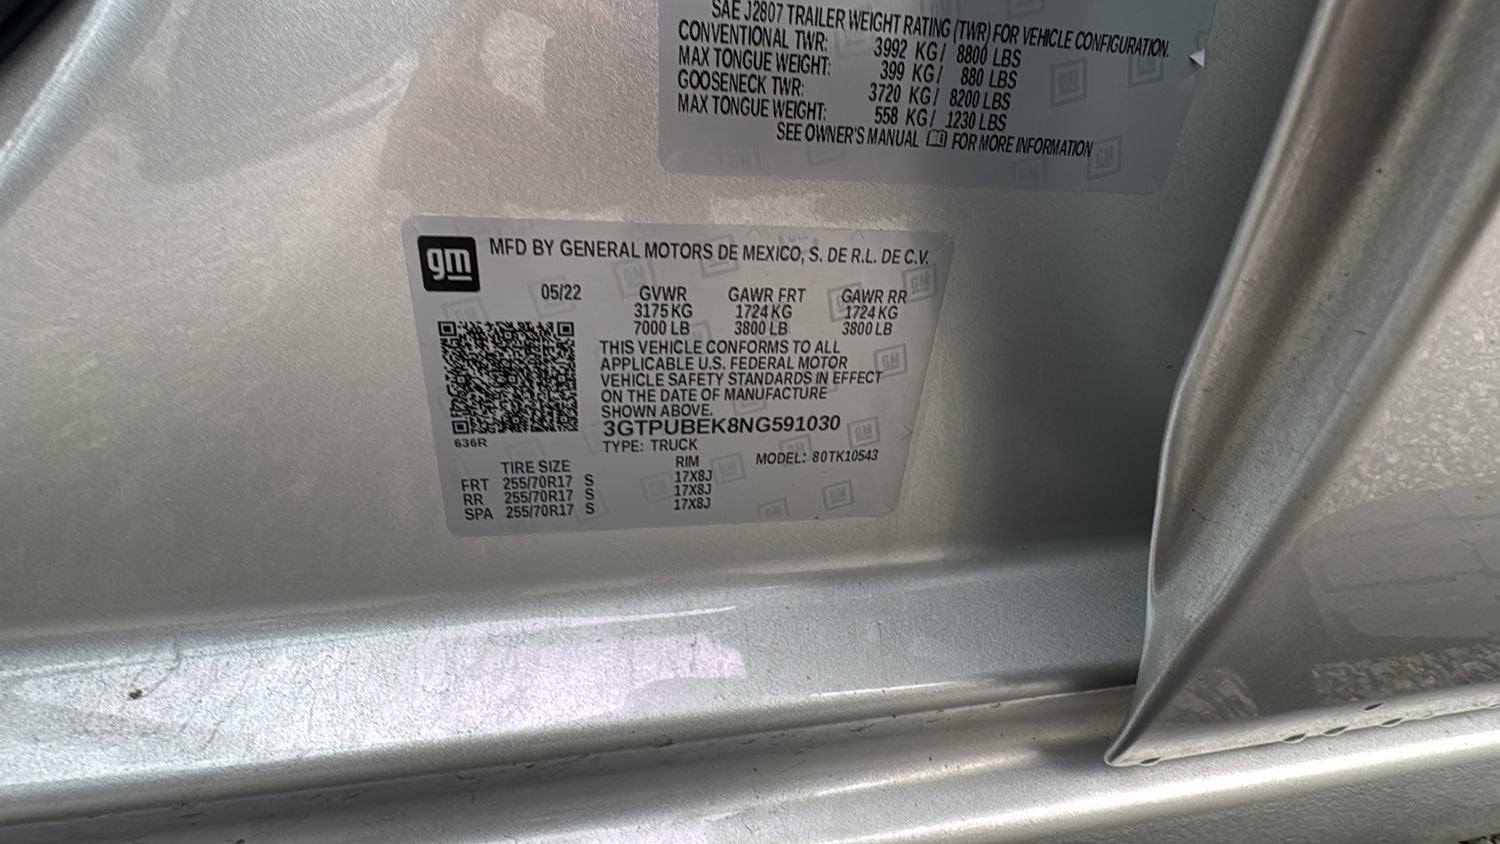 SAE J2807 TRAILER WEIGHT RATING (TWR) FOR VEHICLE CONFIGURATION.
CONVENTIONAL TWR: 3992 KG / 8800 LBS
MAX TONGUE WEIGHT: 399 KG / 880 LBS
GOOSENECK TWR: 3720 KG / 8200 LBS
MAX TONGUE WEIGHT: 558 KG / 1230 LBS
SEE OWNER'S MANUAL FOR MORE INFORMATION
gm
MFD BY GENERAL MOTORS DE MEXICO, S. DE R.L. DE C.V.
05/22 GVWR GAWR FRT GAWR RR
3175 KG 1724 KG 1724 KG
7000 LB 3800 LB 3800 LB
THIS VEHICLE CONFORMS TO ALL
APPLICABLE U.S. FEDERAL MOTOR
VEHICLE SAFETY STANDARDS IN EFFECT
ON THE DATE OF MANUFACTURE
SHOWN ABOVE.
3GTPUBEK8NG591030
636R
TYPE: TRUCK
MODEL: 80TK10543
TIRE SIZE RIM
FRT 255/70R17 S 17X8J
RR 255/70R17 S 17X8J
SPA 255/70R17 S 17X8J